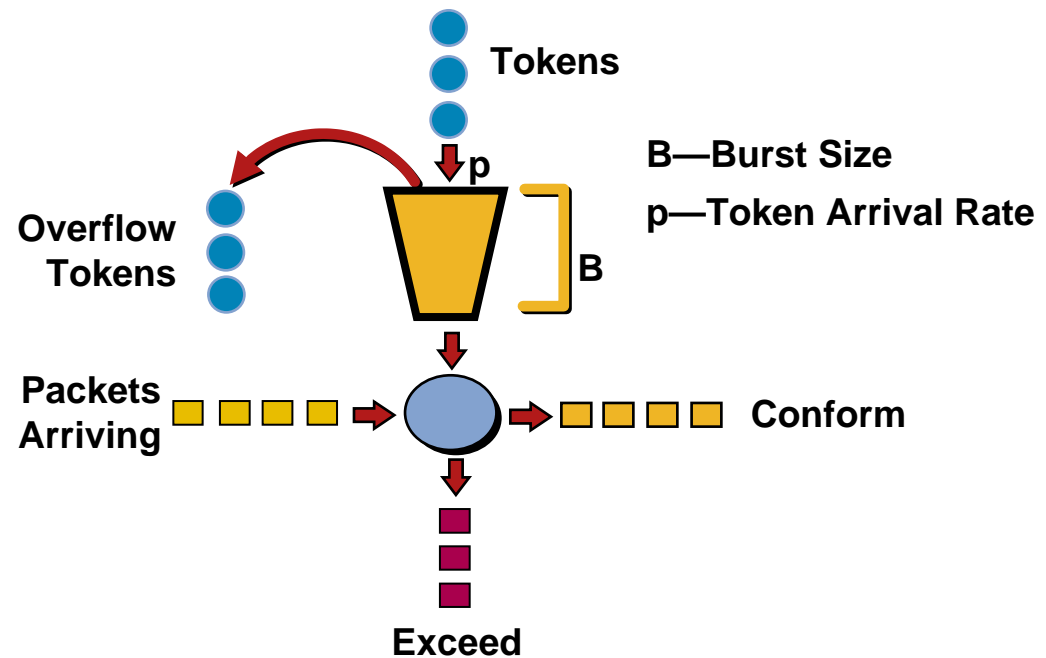 Tokens
p
B—Burst Size
p—Token Arrival Rate
Overflow
Tokens
B
Packets
Arriving
Conform
Exceed